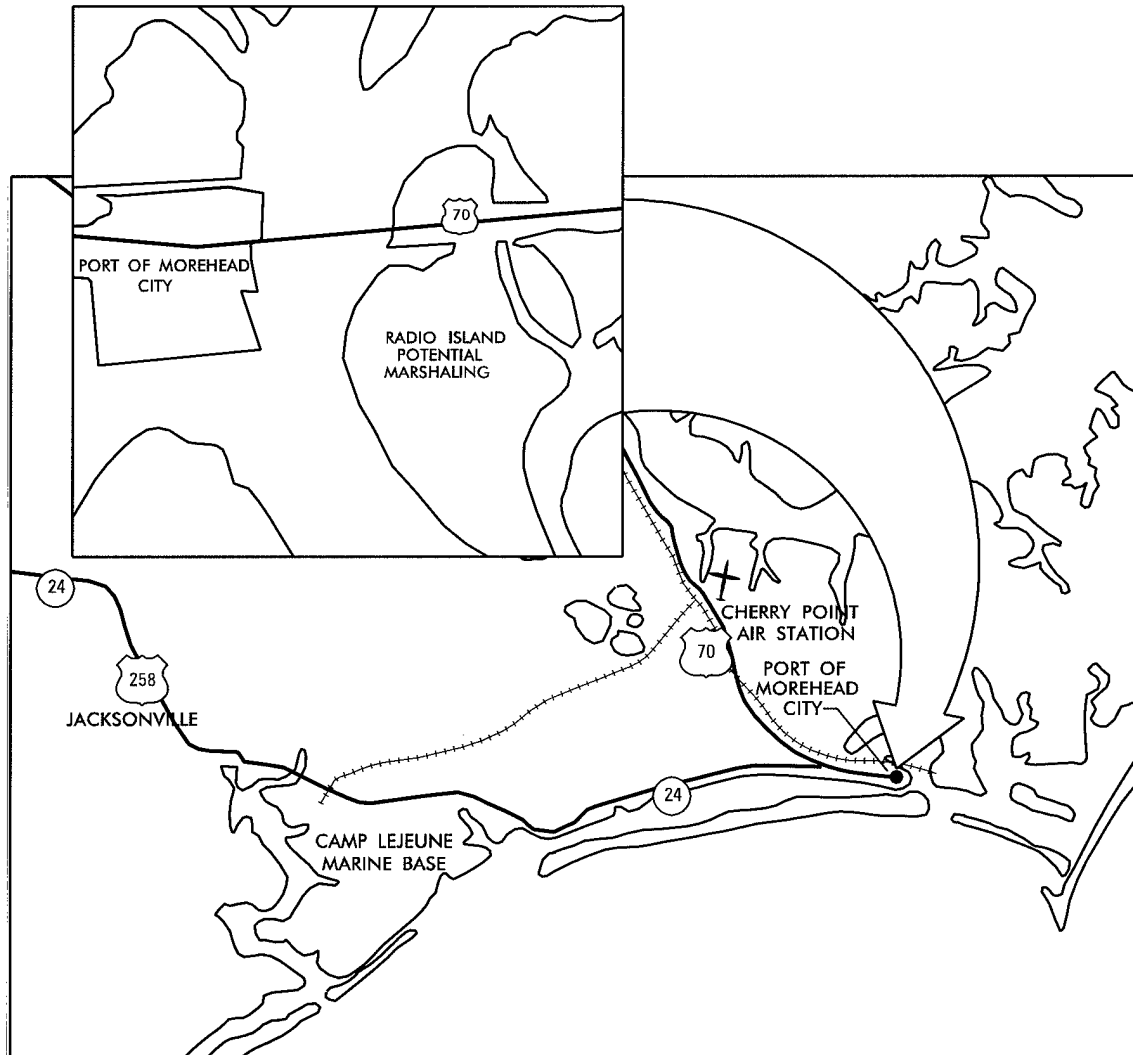 70
PORT OF MOREHEAD
CITY
RADIO ISLAND
POTENTIAL
MARSHALING
24
258
JACKSONVILLE
CHERRY POINT
AIR STATION
70
PORT OF
MOREHEAD
CITY
24
CAMP LEJEUNE
MARINE BASE